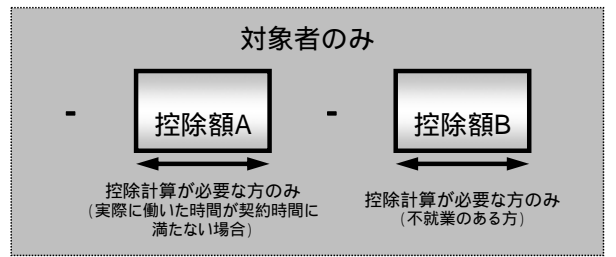 対象者のみ
- 控除額A - 控除額B
控除計算が必要な方のみ
(実際に働いた時間が契約時間に
満たない場合)
控除計算が必要な方のみ
(不就業のある方)